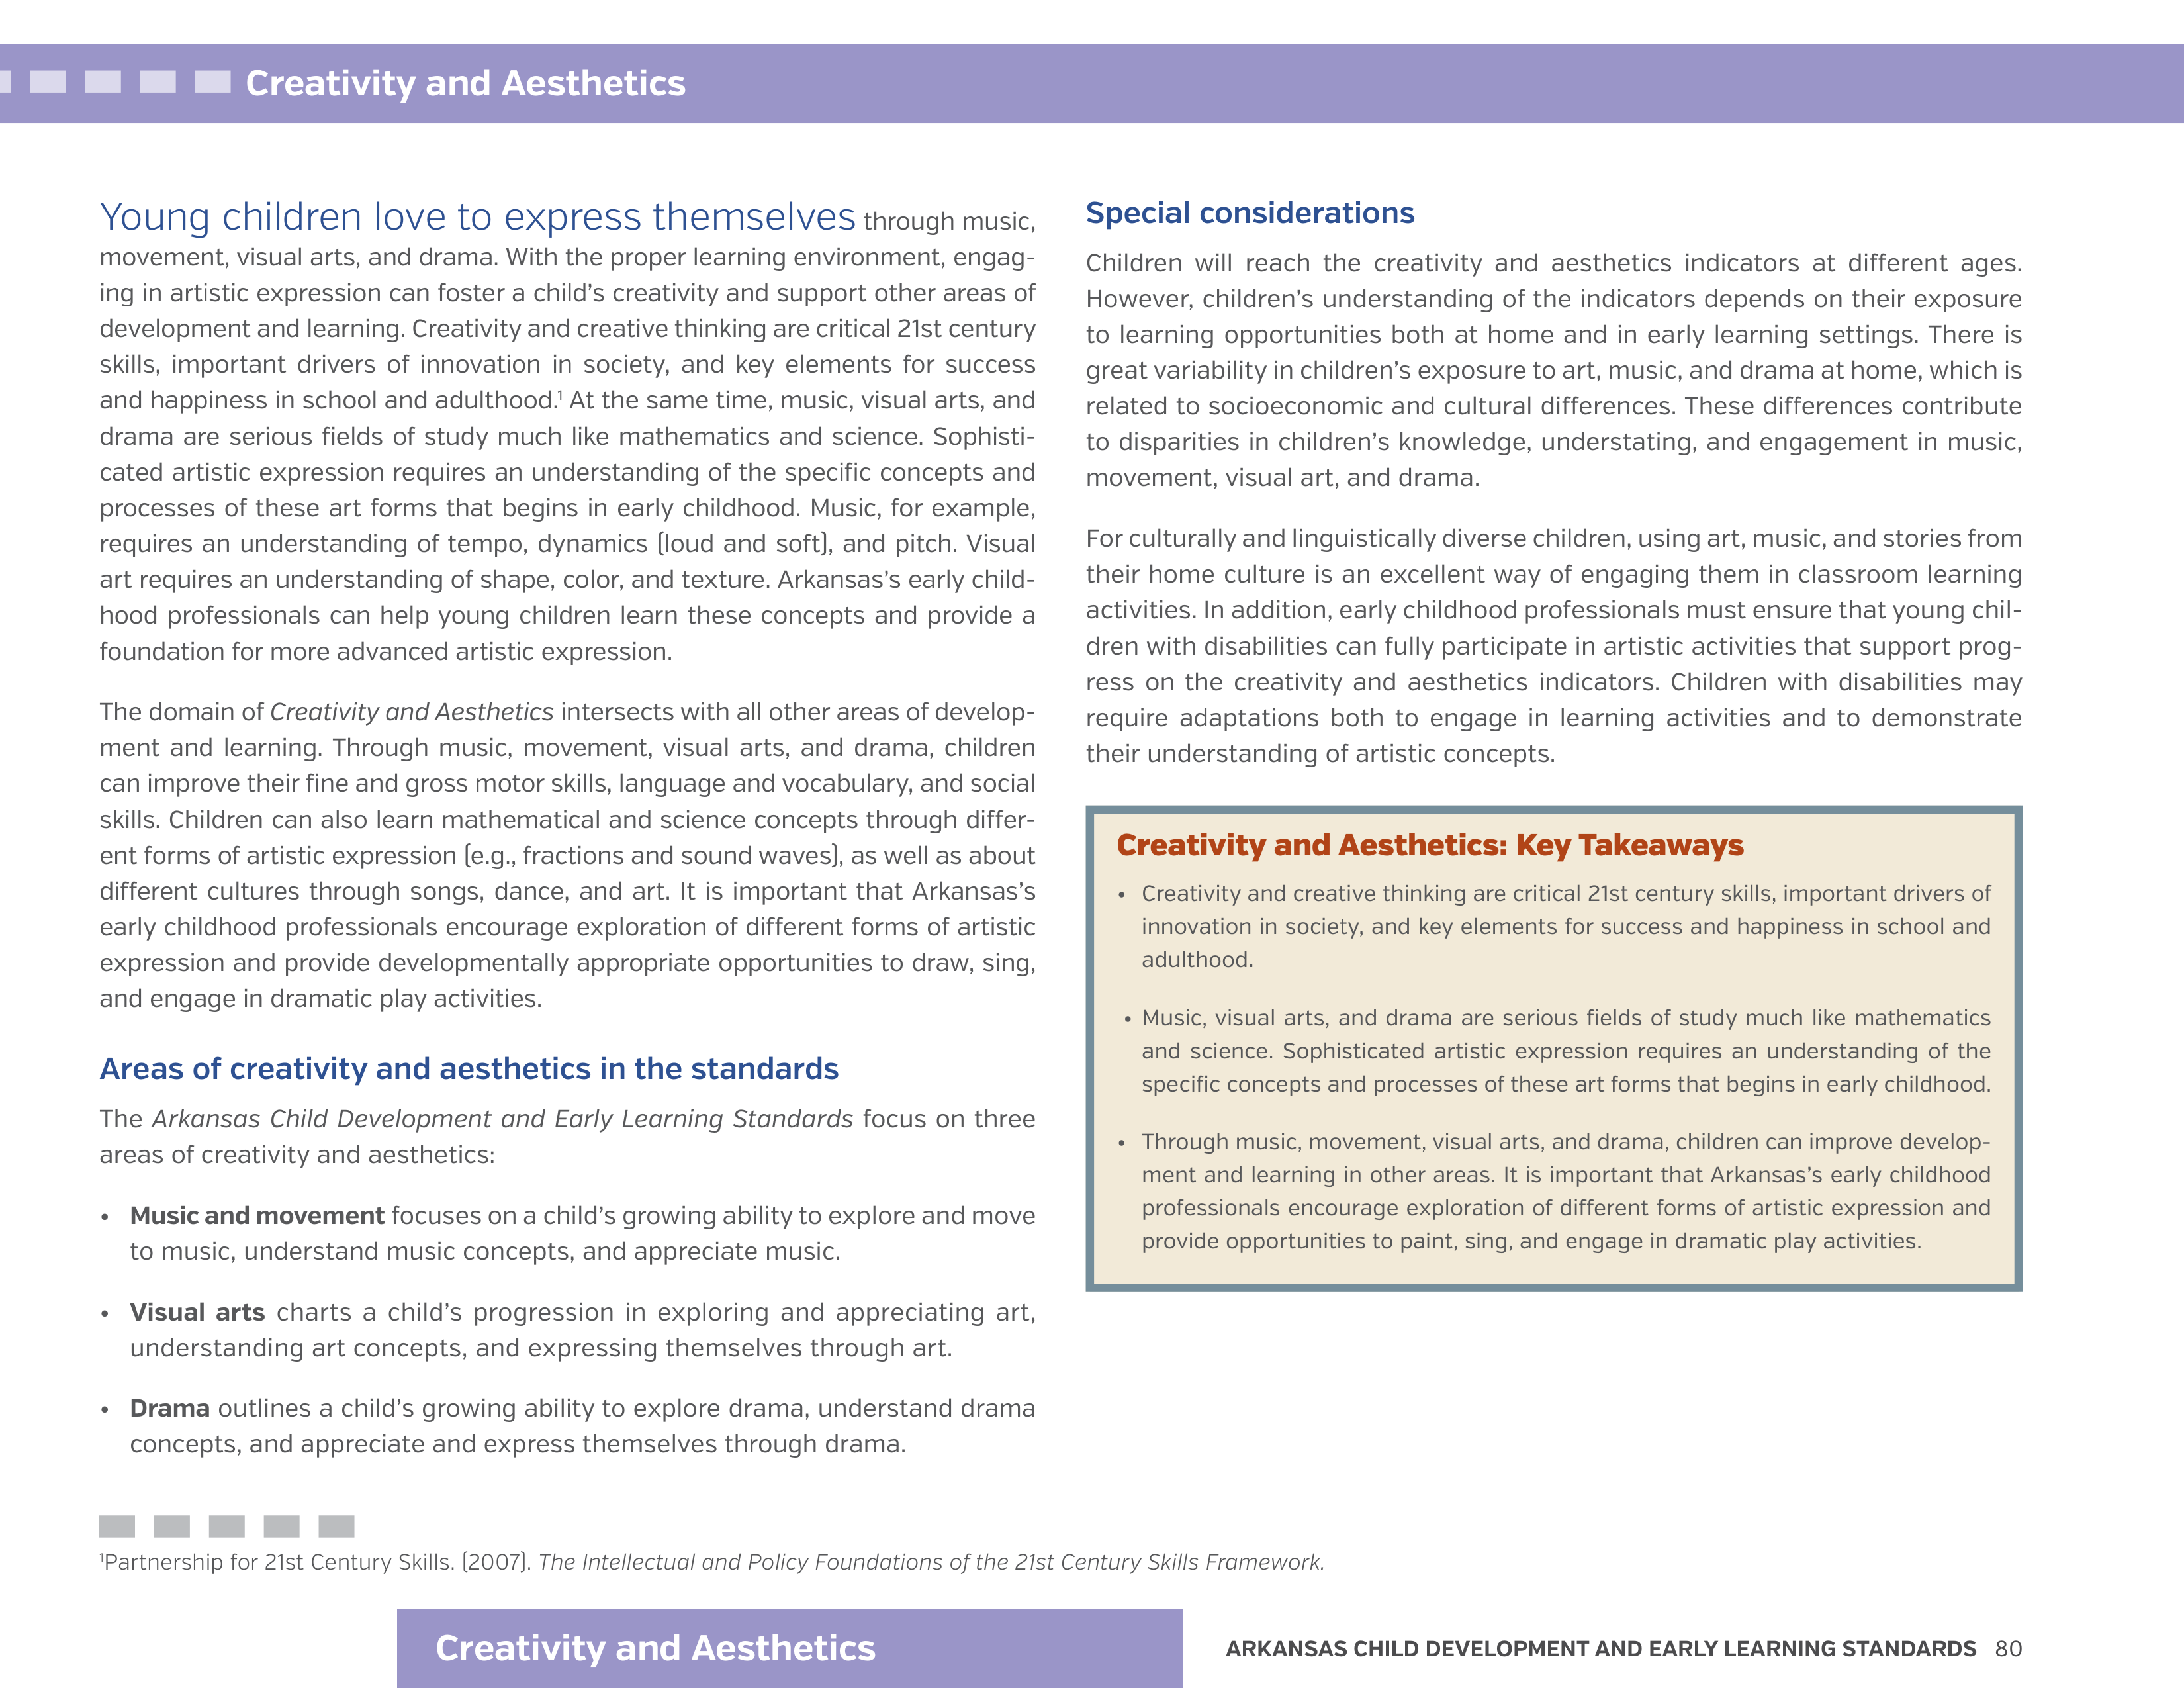 Creativity and Aesthetics
Young children love to express themselves through music,
movement, visual arts, and drama. With the proper learning environment, engag-
ing in artistic expression can foster a child's creativity and support other areas of
development and learning. Creativity and creative thinking are critical 21st century
skills, important drivers of innovation in society, and key elements for success
and happiness in school and adulthood.¹ At the same time, music, visual arts, and
drama are serious fields of study much like mathematics and science. Sophisti-
cated artistic expression requires an understanding of the specific concepts and
processes of these art forms that begins in early childhood. Music, for example,
requires an understanding of tempo, dynamics (loud and soft), and pitch. Visual
art requires an understanding of shape, color, and texture. Arkansas's early child-
hood professionals can help young children learn these concepts and provide a
foundation for more advanced artistic expression.
The domain of Creativity and Aesthetics intersects with all other areas of develop-
ment and learning. Through music, movement, visual arts, and drama, children
can improve their fine and gross motor skills, language and vocabulary, and social
skills. Children can also learn mathematical and science concepts through differ-
ent forms of artistic expression (e.g., fractions and sound waves), as well as about
different cultures through songs, dance, and art. It is important that Arkansas's
early childhood professionals encourage exploration of different forms of artistic
expression and provide developmentally appropriate opportunities to draw, sing,
and engage in dramatic play activities.
Areas of creativity and aesthetics in the standards
The Arkansas Child Development and Early Learning Standards focus on three
areas of creativity and aesthetics:
• Music and movement focuses on a child's growing ability to explore and move
to music, understand music concepts, and appreciate music.
• Visual arts charts a child's progression in exploring and appreciating art,
understanding art concepts, and expressing themselves through art.
• Drama outlines a child's growing ability to explore drama, understand drama
concepts, and appreciate and express themselves through drama.
Special considerations
Children will reach the creativity and aesthetics indicators at different ages.
However, children's understanding of the indicators depends on their exposure
to learning opportunities both at home and in early learning settings. There is
great variability in children's exposure to art, music, and drama at home, which is
related to socioeconomic and cultural differences. These differences contribute
to disparities in children's knowledge, understating, and engagement in music,
movement, visual art, and drama.
For culturally and linguistically diverse children, using art, music, and stories from
their home culture is an excellent way of engaging them in classroom learning
activities. In addition, early childhood professionals must ensure that young chil-
dren with disabilities can fully participate in artistic activities that support prog-
ress on the creativity and aesthetics indicators. Children with disabilities may
require adaptations both to engage in learning activities and to demonstrate
their understanding of artistic concepts.
Creativity and Aesthetics: Key Takeaways
• Creativity and creative thinking are critical 21st century skills, important drivers of
innovation in society, and key elements for success and happiness in school and
adulthood.
• Music, visual arts, and drama are serious fields of study much like mathematics
and science. Sophisticated artistic expression requires an understanding of the
specific concepts and processes of these art forms that begins in early childhood.
• Through music, movement, visual arts, and drama, children can improve develop-
ment and learning in other areas. It is important that Arkansas's early childhood
professionals encourage exploration of different forms of artistic expression and
provide opportunities to paint, sing, and engage in dramatic play activities.
¹Partnership for 21st Century Skills. (2007). The Intellectual and Policy Foundations of the 21st Century Skills Framework.
Creativity and Aesthetics
ARKANSAS CHILD DEVELOPMENT AND EARLY LEARNING STANDARDS 80